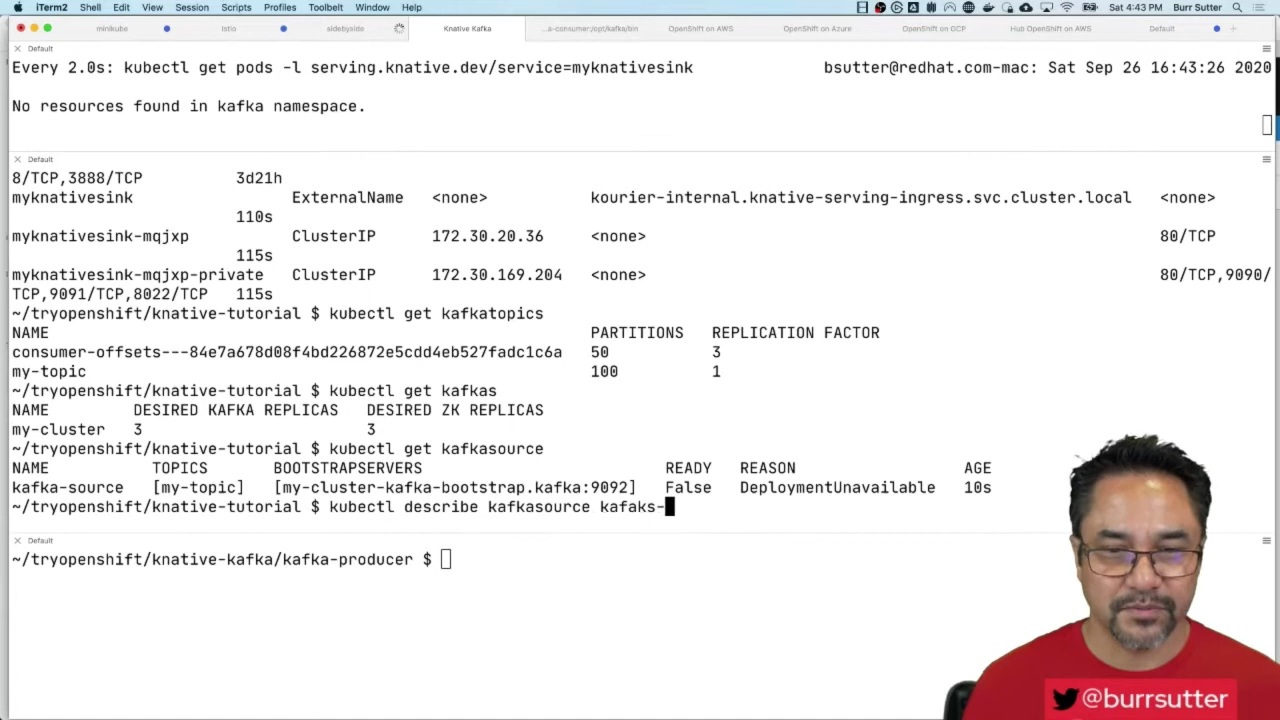 iTerm2 Shell Edit View Session Scripts Profiles Toolbelt Window Help Sat 4:43 PM Burr Sutter
minikube istio sidebyside Knative Kafka ...a-consumer:/opt/kafka/bin OpenShift on AWS OpenShift on Azure OpenShift on GCF Hub OpenShift on AWS Default
Default
Every 2.0s: kubectl get pods -l serving.knative.dev/service=myknativesink bsutter@redhat.com-mac: Sat Sep 26 16:43:26 2020
No resources found in kafka namespace.
Default
8/TCP,3888/TCP 3d21h
myknativesink ExternalName <none> kourier-internal.knative-serving-ingress.svc.cluster.local <none>
110s
myknativesink-mqjxp ClusterIP 172.30.20.36 <none> 80/TCP
115s
myknativesink-mqjxp-private ClusterIP 172.30.169.204 <none> 80/TCP,9090/
TCP,9091/TCP,8022/TCP 115s
~/tryopenshift/knative-tutorial $ kubectl get kafkatopics
NAME PARTITIONS REPLICATION FACTOR
consumer-offsets---84e7a678d08f4bd226872e5cdd4eb527fadc1c6a 50 3
my-topic 100 1
~/tryopenshift/knative-tutorial $ kubectl get kafkas
NAME DESIRED KAFKA REPLICAS DESIRED ZK REPLICAS
my-cluster 3 3
~/tryopenshift/knative-tutorial $ kubectl get kafkasource
NAME TOPICS BOOTSTRAPSERVERS READY REASON AGE
kafka-source [my-topic] [my-cluster-kafka-bootstrap.kafka:9092] False DeploymentUnavailable 10s
~/tryopenshift/knative-tutorial $ kubectl describe kafkasource kafaks-
Default
~/tryopenshift/knative-kafka/kafka-producer $
@burrsutter